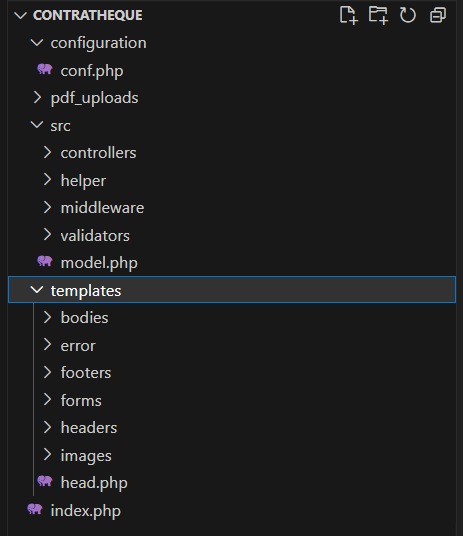 CONTRATHEQUE
configuration
conf.php
pdf_uploads
src
controllers
helper
middleware
validators
model.php
templates
bodies
error
footers
forms
headers
images
head.php
index.php